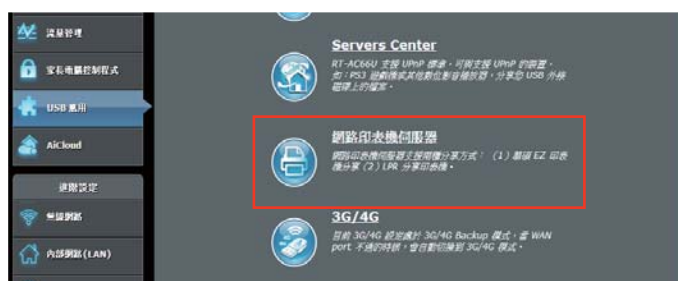 流量管理
家長電腦控制程式
USB 應用
AiCloud
進階設定
無線網路
內部網路(LAN)
Servers Center
RT-AC66U 支援 UPnP 標準，可與支援 UPnP 的裝置，
如：PS3 遊戲機或其他數位影音播放器，分享您 USB 外接
磁碟上的檔案。
網路印表機伺服器
網路印表機伺服器支援兩種分享方式： (1) 華碩 EZ 印表
機分享 (2) LPR 分享印表機。
3G/4G
目前 3G/4G 設定處於 3G/4G Backup 模式，當 WAN
port 不通的時候，會自動切換到 3G/4G 模式。